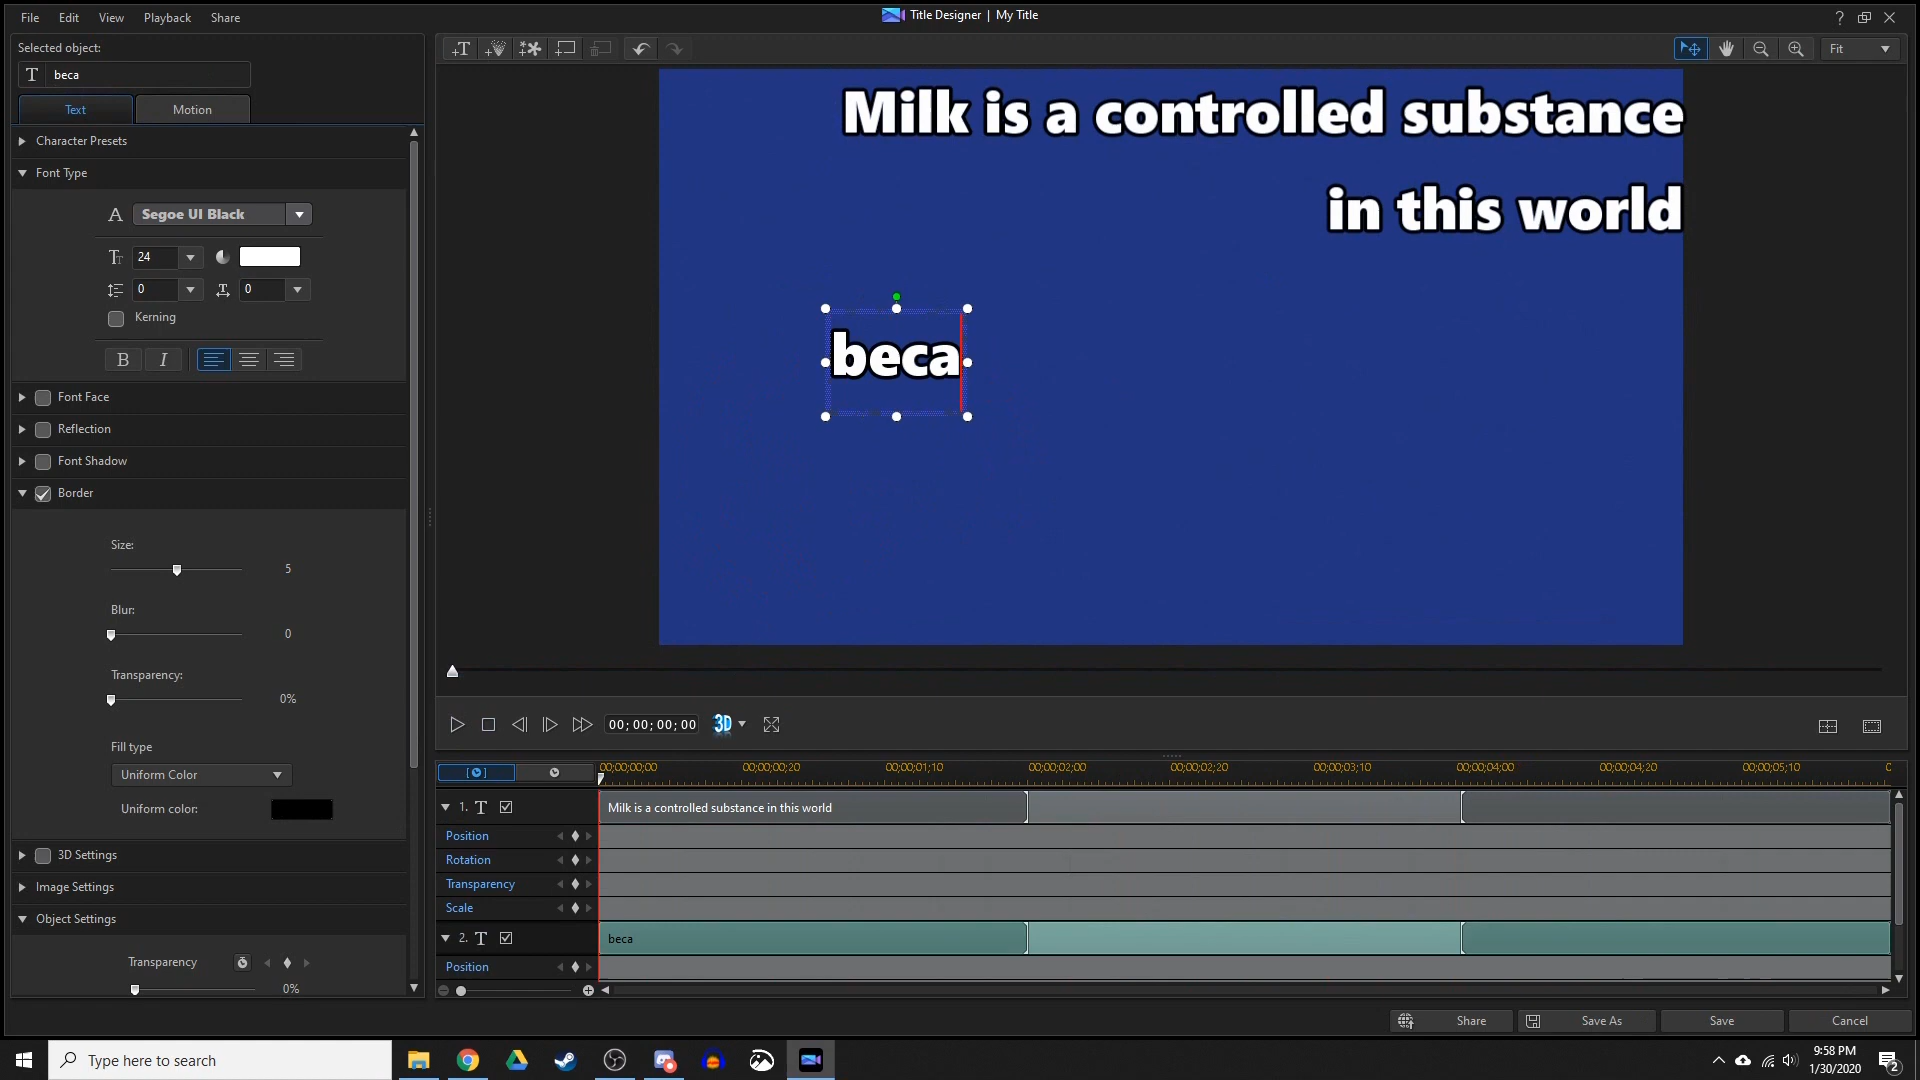 File Edit View Playback Share
Title Designer | My Title
?
Selected object:
T beca
Text Motion
Fit
Character Presets
Font Type
Segoe UI Black
24
0 0
Kerning
B I
Font Face
Reflection
Font Shadow
Border
Size:
5
Blur:
0
Transparency:
0%
Fill type
Uniform Color
Uniform color:
3D Settings
Image Settings
Object Settings
Transparency
0%
Milk is a controlled substance
in this world
beca
00;00;00;00 3D
00;00;00;00 00;00;00;20 00;00;01;10 00;00;02;00 00;00;02;20 00;00;03;10 00;00;04;00 00;00;04;20 00;00;05;10
1. T Milk is a controlled substance in this world
Position
Rotation
Transparency
Scale
2. T beca
Position
Share Save As Save Cancel
Type here to search
9:58 PM
1/30/2020
2